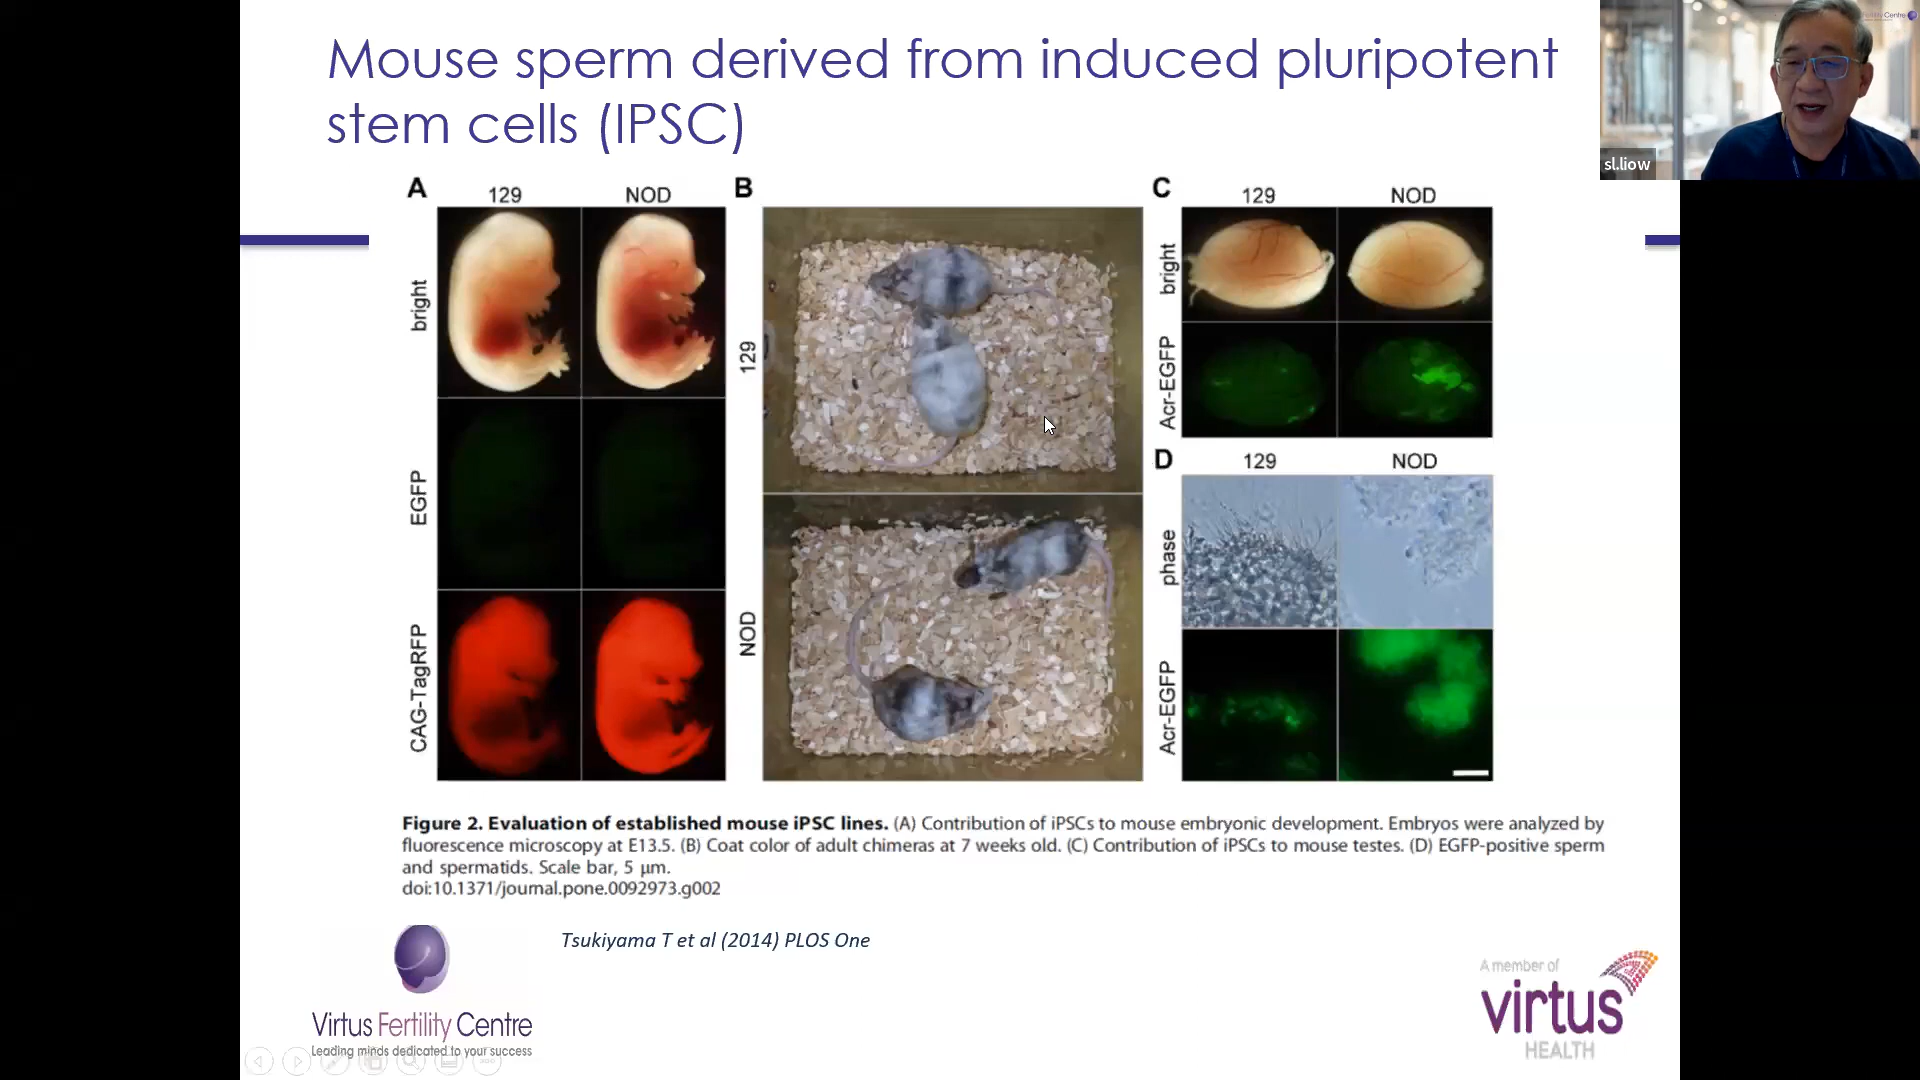 Mouse sperm derived from induced pluripotent
stem cells (IPSC)
sl.liow
A
129
NOD
bright
EGFP
CAG-TagRFP
B
129
NOD
C
129
NOD
bright
Acr-EGFP
D
129
NOD
phase
Acr-EGFP
Figure 2. Evaluation of established mouse iPSC lines. (A) Contribution of iPSCs to mouse embryonic development. Embryos were analyzed by
fluorescence microscopy at E13.5. (B) Coat color of adult chimeras at 7 weeks old. (C) Contribution of iPSCs to mouse testes. (D) EGFP-positive sperm
and spermatids. Scale bar, 5 μm.
doi:10.1371/journal.pone.0092973.g002
Tsukiyama T et al (2014) PLOS One
Virtus Fertility Centre
Leading minds dedicated to your success
A member of
virtus
HEALTH